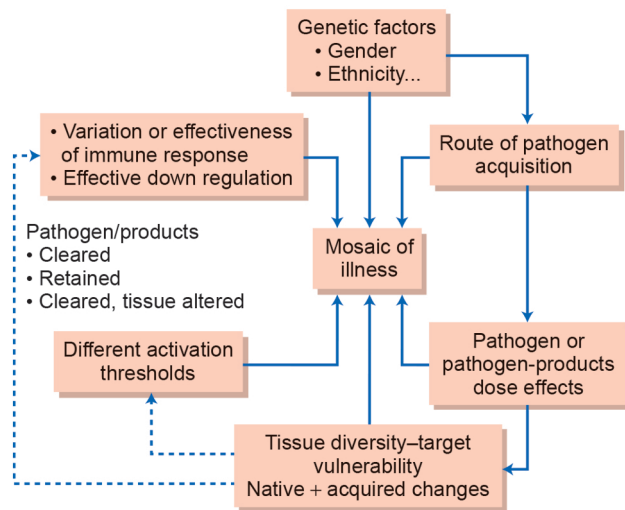 Genetic factors
• Gender
• Ethnicity...
• Variation or effectiveness
of immune response
• Effective down regulation
Route of pathogen
acquisition
Pathogen/products
• Cleared
• Retained
• Cleared, tissue altered
Mosaic of
illness
Different activation
thresholds
Pathogen or
pathogen-products
dose effects
Tissue diversity–target
vulnerability
Native + acquired changes